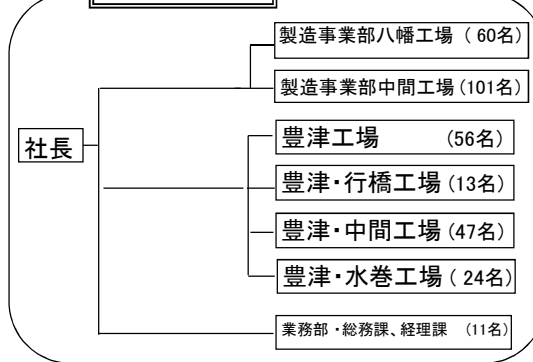 製造事業部八幡工場 （ 60名）
製造事業部中間工場 (101名)
社長
豊津工場 (56名)
豊津・行橋工場 (13名)
豊津・中間工場 (47名)
豊津・水巻工場 ( 24名)
業務部・総務課、経理課 (11名)